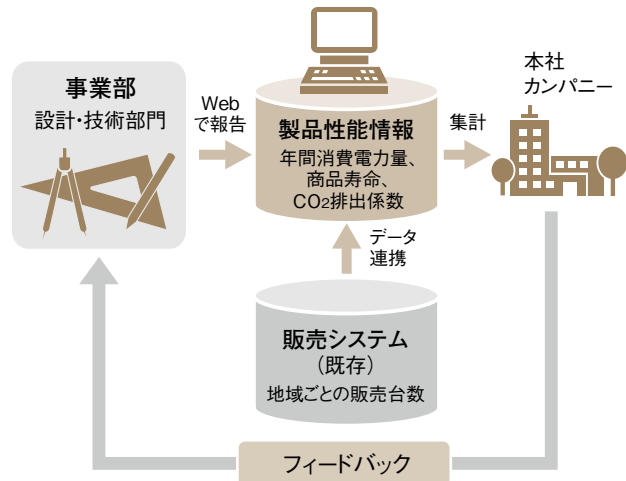 事業部
設計・技術部門
Web
で報告
製品性能情報
年間消費電力量、
商品寿命、
CO₂排出係数
集計
本社
カンパニー
データ
連携
販売システム
(既存)
地域ごとの販売台数
フィードバック